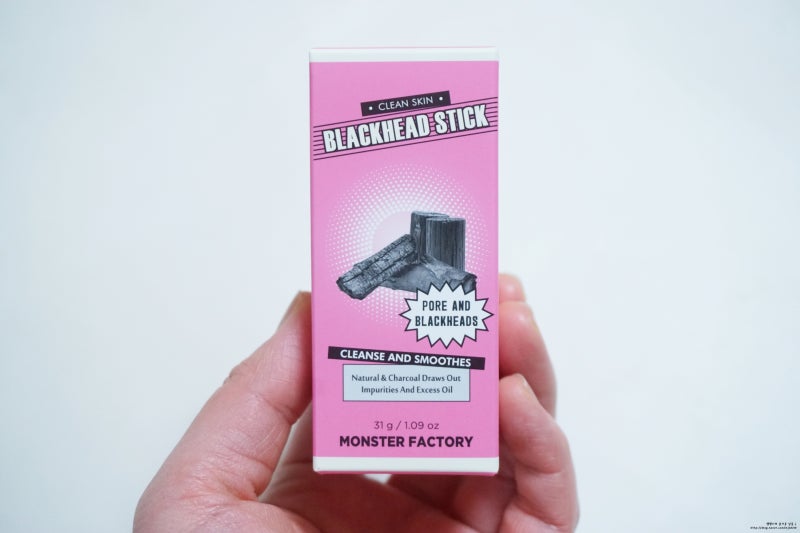 • CLEAN SKIN •
BLACKHEAD STICK
PORE AND
BLACKHEADS
CLEANSE AND SMOOTHES
Natural & Charcoal Draws Out
Impurities And Excess Oil
31 g / 1.09 oz
MONSTER FACTORY